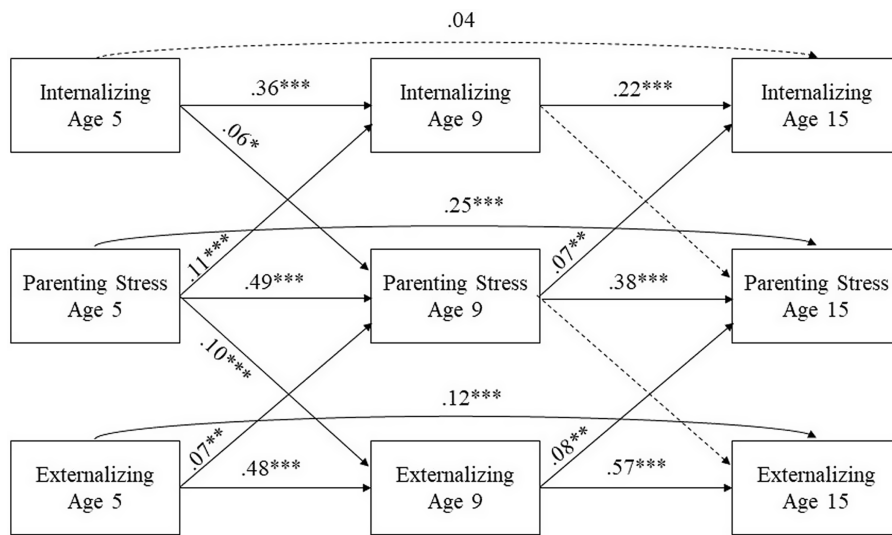 .04
Internalizing
Age 5
.36***
Internalizing
Age 9
.22***
Internalizing
Age 15
.06*
.25***
.11***
.07**
Parenting Stress
Age 5
.49***
Parenting Stress
Age 9
.38***
Parenting Stress
Age 15
.10***
.12***
.07**
.08**
Externalizing
Age 5
.48***
Externalizing
Age 9
.57***
Externalizing
Age 15